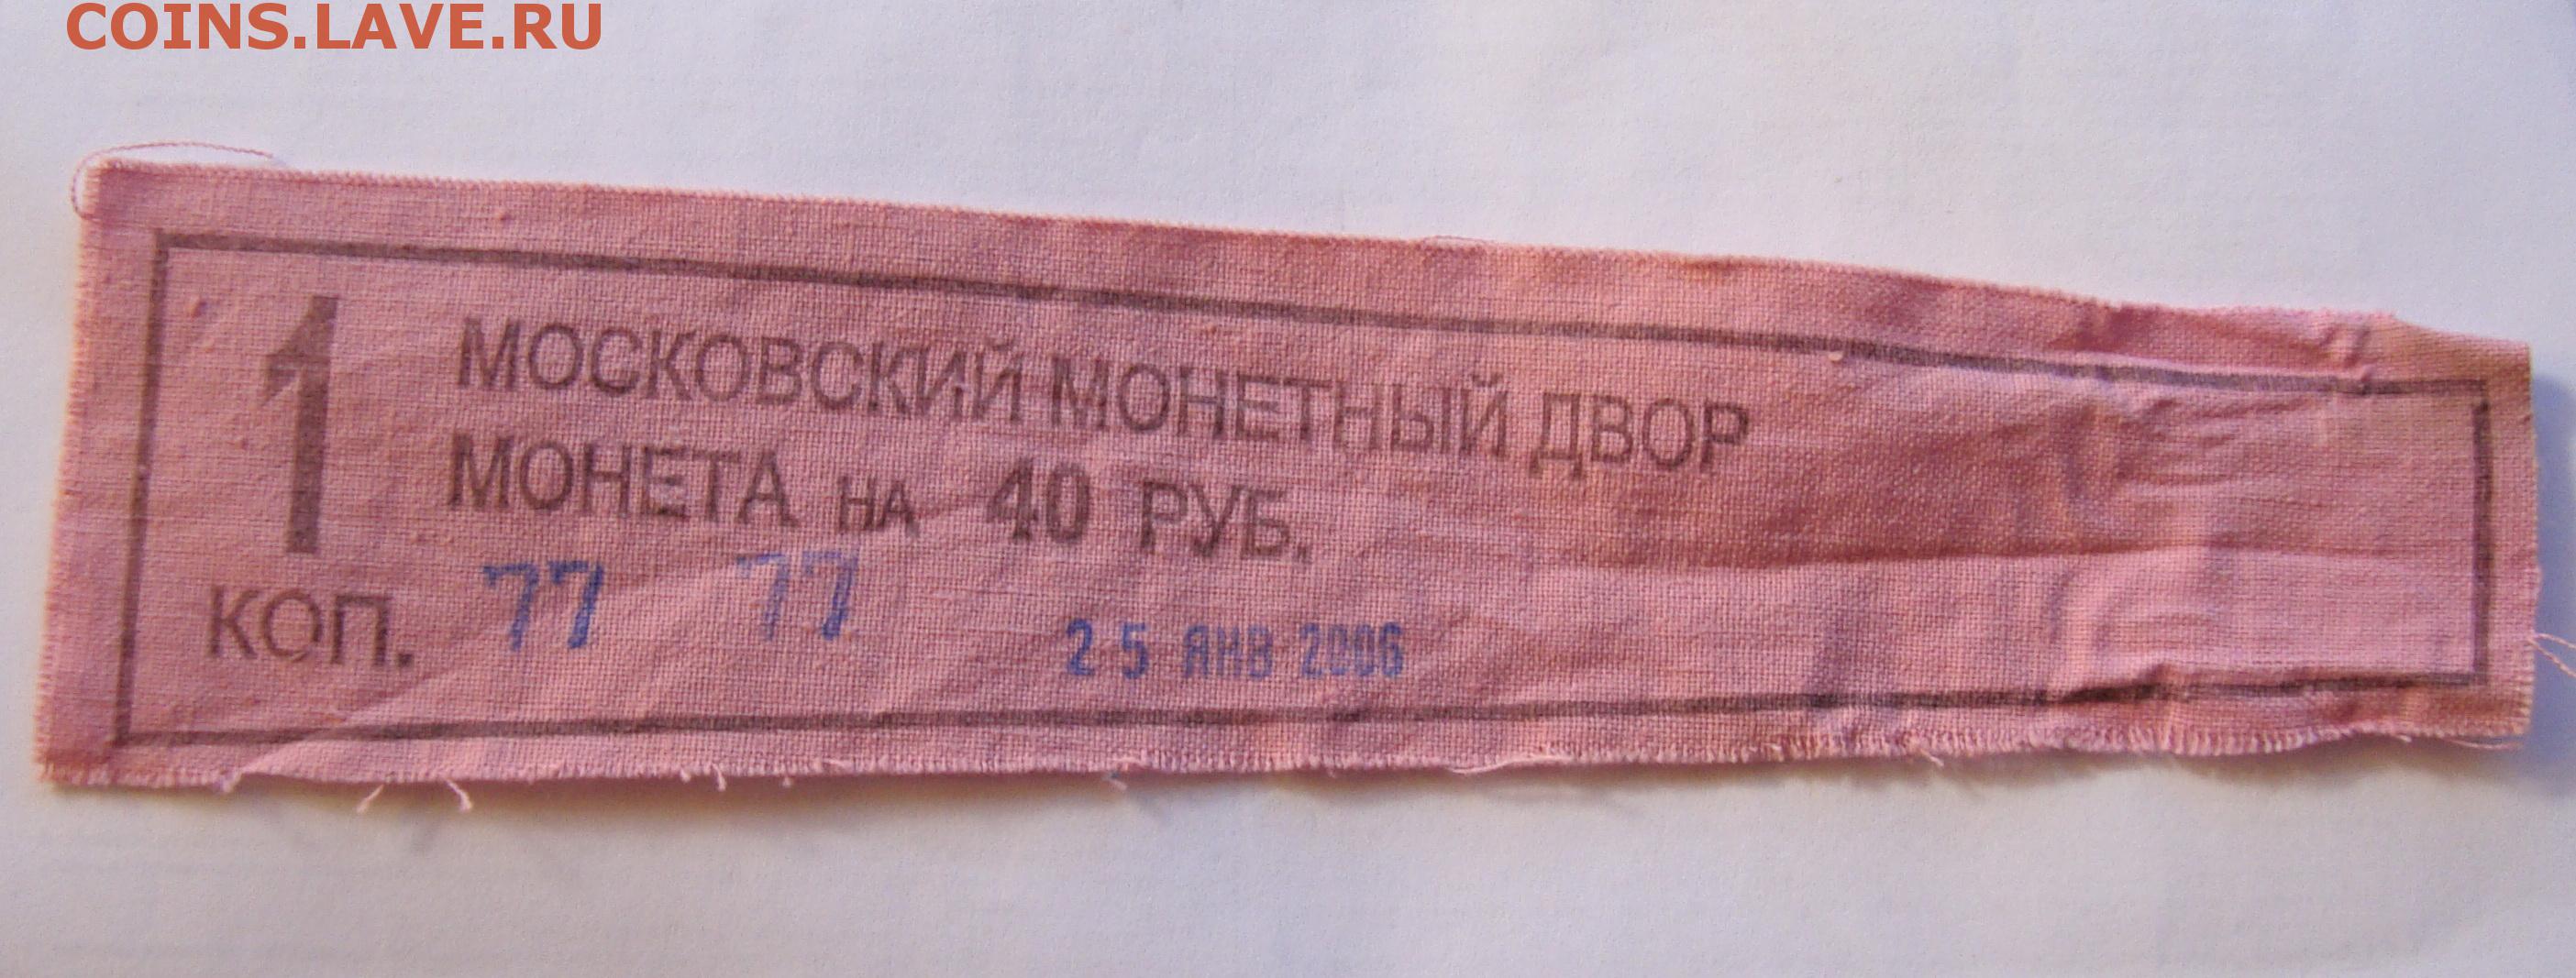 COINS.LAVE.RU
1 МОСКОВСКИЙ МОНЕТНЫЙ ДВОР
МОНЕТА НА 40 РУБ.
КОП. 77 77 25 ЯНВ 2006